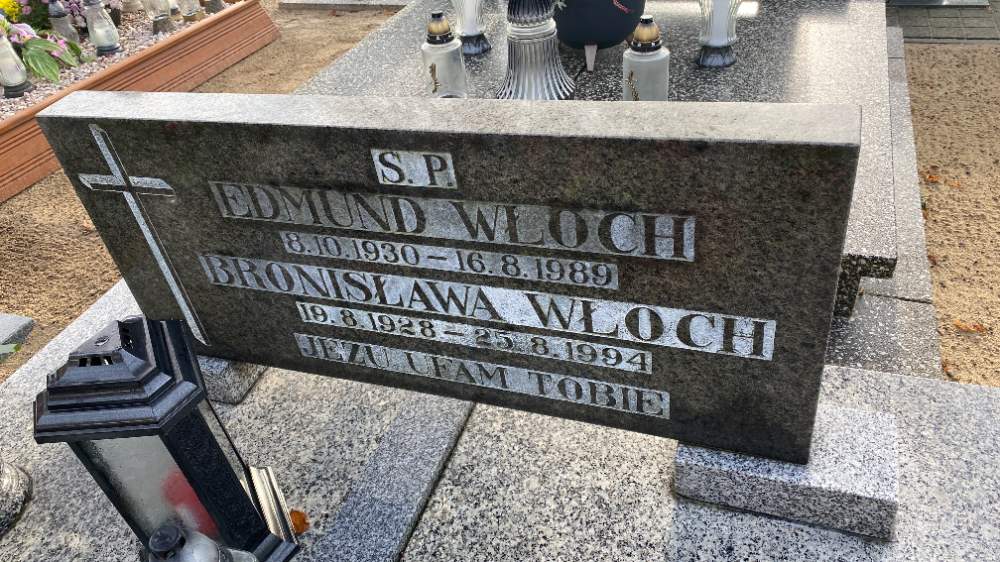 S. P.
EDMUND WŁOCH
8.10.1930 – 16.8.1989
BRONISŁAWA WŁOCH
19.8.1928 – 25.8.1994
JEZU UFAM TOBIE